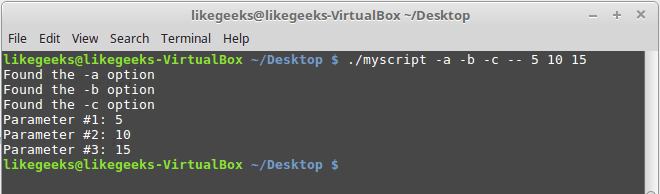 likegeeks@likegeeks-VirtualBox ~/Desktop
File Edit View Search Terminal Help
likegeeks@likegeeks-VirtualBox ~/Desktop $ ./myscript -a -b -c -- 5 10 15
Found the -a option
Found the -b option
Found the -c option
Parameter #1: 5
Parameter #2: 10
Parameter #3: 15
likegeeks@likegeeks-VirtualBox ~/Desktop $